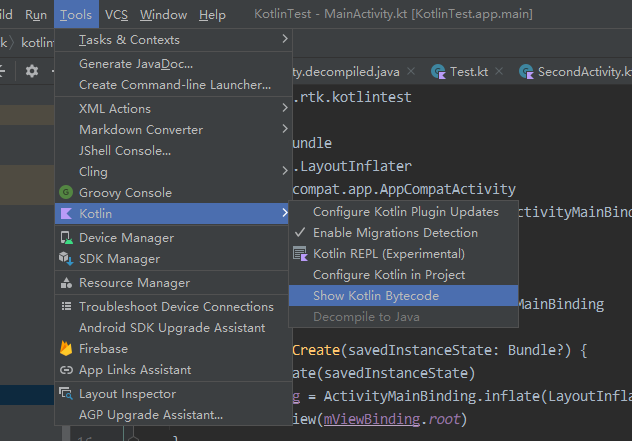 ild Run Tools VCS Window Help KotlinTest - MainActivity.kt [KotlinTest.app.main]
kotlin
Tasks & Contexts
Generate JavaDoc...
Create Command-line Launcher...
XML Actions
Markdown Converter
JShell Console...
Cling
Groovy Console
Kotlin
Device Manager
SDK Manager
Resource Manager
Troubleshoot Device Connections
Android SDK Upgrade Assistant
Firebase
App Links Assistant
Layout Inspector
AGP Upgrade Assistant...
Configure Kotlin Plugin Updates
Enable Migrations Detection
Kotlin REPL (Experimental)
Configure Kotlin in Project
Show Kotlin Bytecode
Decompile to Java
ty.decompiled.java Test.kt SecondActivity.kt
.rtk.kotlintest
undle
.LayoutInflater
compat.app.AppCompatActivity
ctivityMainBind
MainBinding
Create(savedInstanceState: Bundle?) {
ate(savedInstanceState)
g = ActivityMainBinding.inflate(LayoutInfla
iew(mViewBinding.root)
16 }